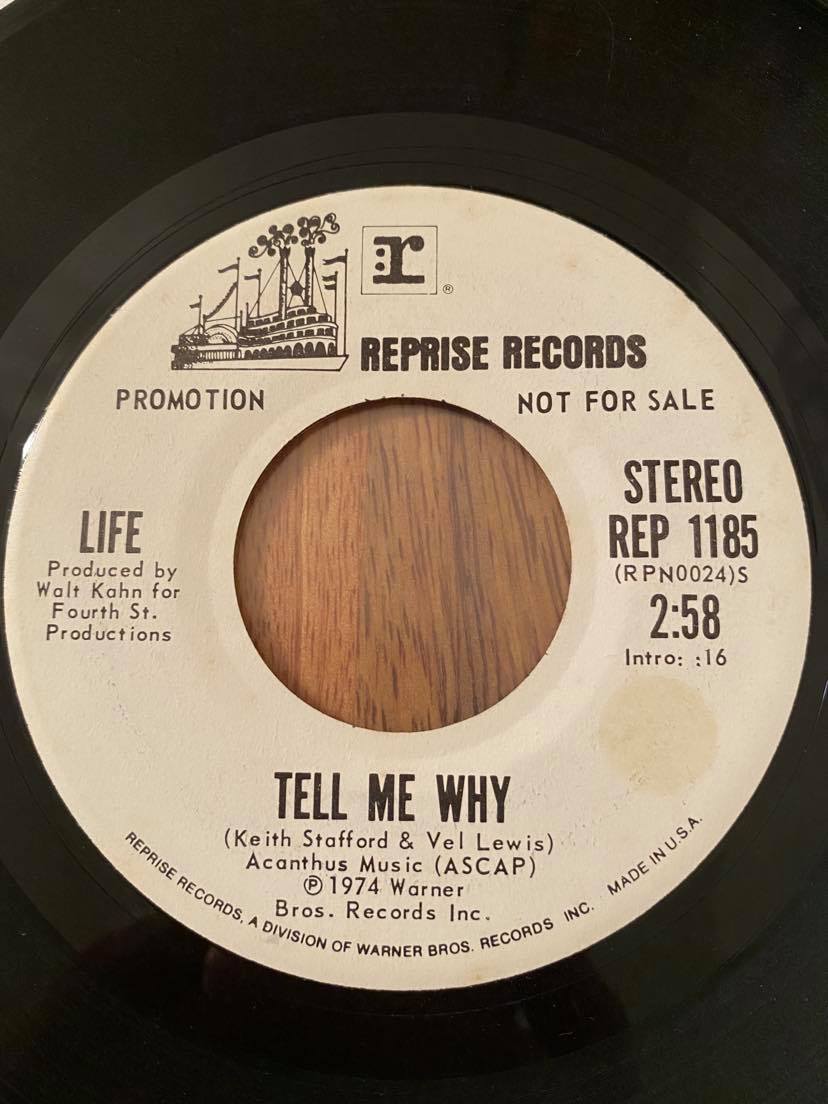 r
®
REPRISE RECORDS
PROMOTION
NOT FOR SALE
LIFE
Produced by
Walt Kahn for
Fourth St.
Productions
STEREO
REP 1185
(RPN0024)S
2:58
Intro: :16
TELL ME WHY
(Keith Stafford & Vel Lewis)
Acanthus Music (ASCAP)
℗ 1974 Warner
Bros. Records Inc.
REPRISE RECORDS, A DIVISION OF WARNER BROS. RECORDS INC. MADE IN U.S.A.